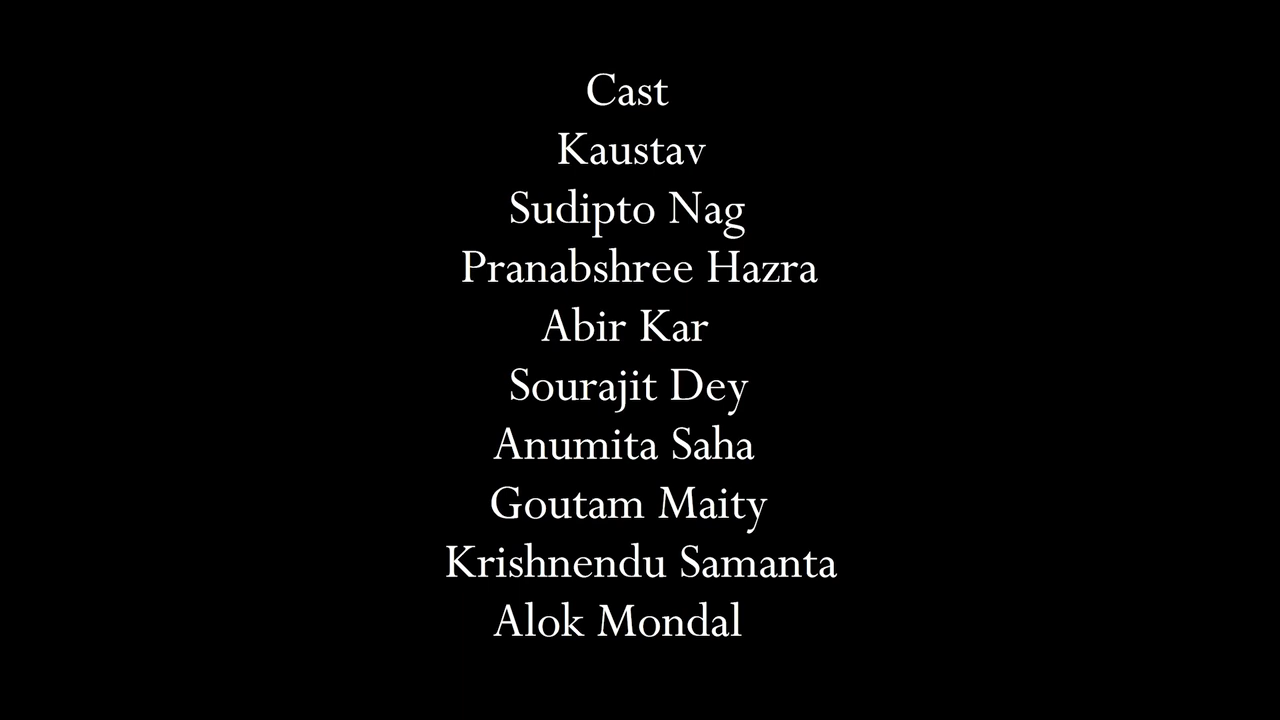 Cast
Kaustav
Sudipto Nag
Pranabshree Hazra
Abir Kar
Sourajit Dey
Anumita Saha
Goutam Maity
Krishnendu Samanta
Alok Mondal